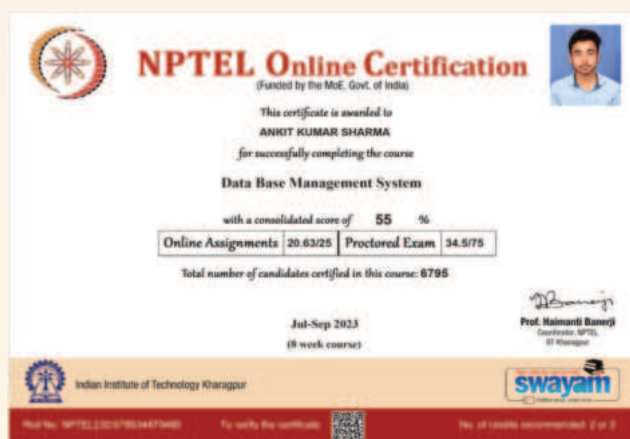 NPTEL Online Certification
(Funded by the MoE, Govt. of India)
This certificate is awarded to
ANKIT KUMAR SHARMA
for successfully completing the course
Data Base Management System
with a consolidated score of 55 %
Online Assignments 20.63/25 Proctored Exam 34.5/75
Total number of candidates certified in this course: 6795
Jul-Sep 2023
(8 week course)
Prof. Haimanti Banerji
Coordinator, NPTEL
IIT Kharagpur
Indian Institute of Technology Kharagpur
swayam
Roll No:
To verify the certificate
No. of credits recommended: 2 or 3